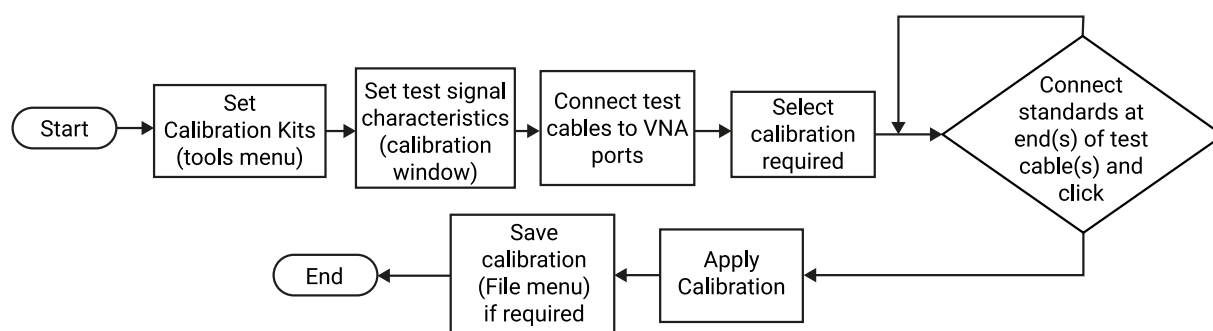 Start
Set
Calibration Kits
(tools menu)
Set test signal
characteristics
(calibration
window)
Connect test
cables to VNA
ports
Select
calibration
required
Connect
standards at
end(s) of test
cable(s) and
click
Apply
Calibration
Save
calibration
(File menu)
if required
End